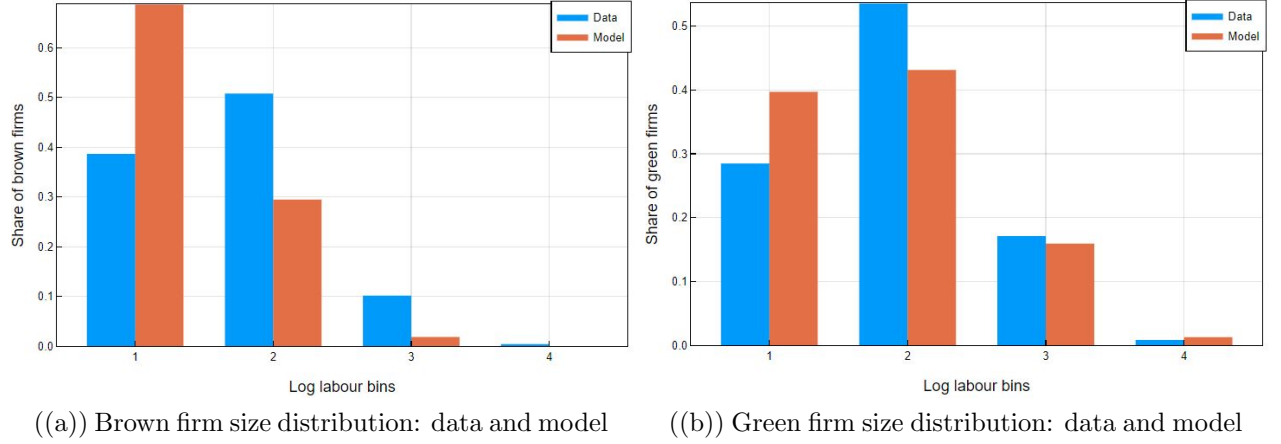 Data
Model
0.6
0.5
0.4
0.3
0.2
0.1
0.0
Share of brown firms
1 2 3 4
Log labour bins
((a)) Brown firm size distribution: data and model
Data
Model
0.5
0.4
0.3
0.2
0.1
0.0
Share of green firms
1 2 3 4
Log labour bins
((b)) Green firm size distribution: data and model